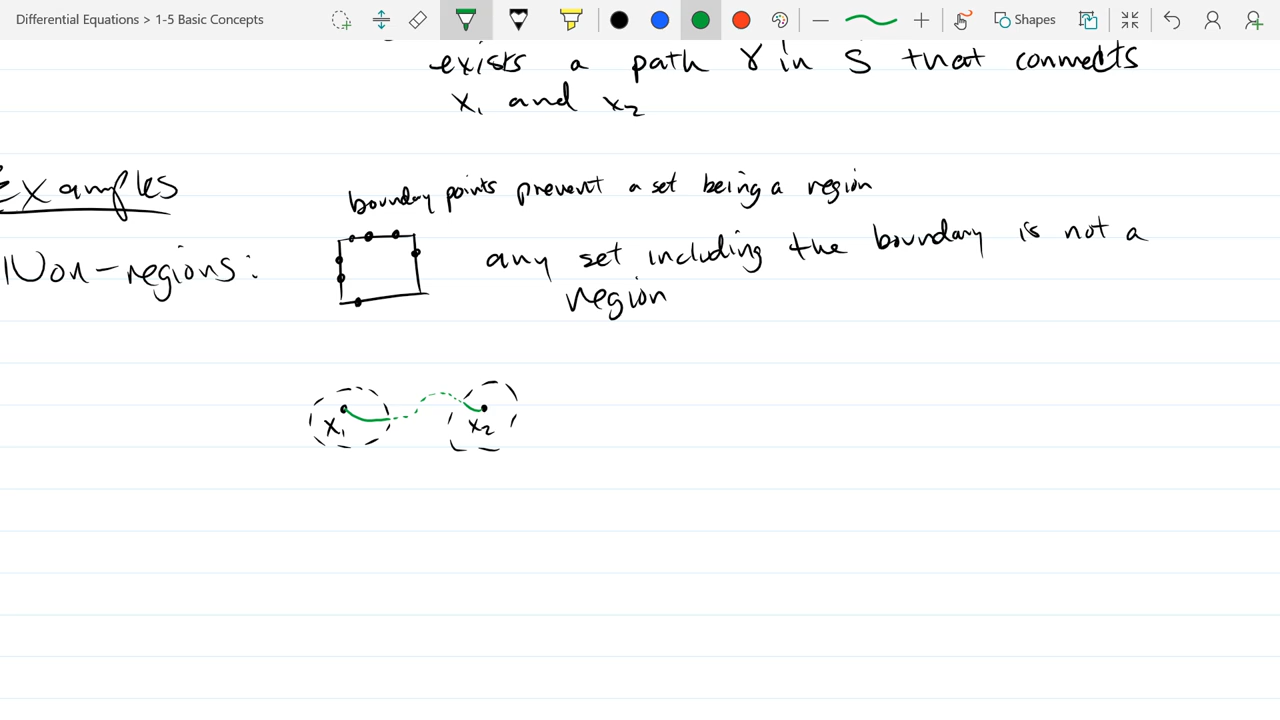 Differential Equations > 1-5 Basic Concepts
Shapes
exists a path γ in S that connects
x₁ and x₂
Examples
boundary points prevent a set being a region
Non-regions:
any set including the boundary is not a
region
x₁
x₂